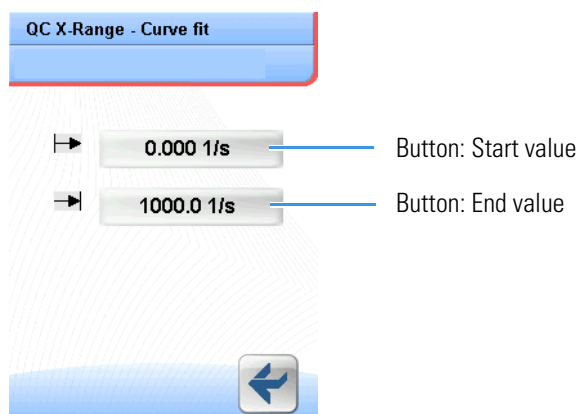 QC X-Range - Curve fit
0.000 1/s
Button: Start value
1000.0 1/s
Button: End value